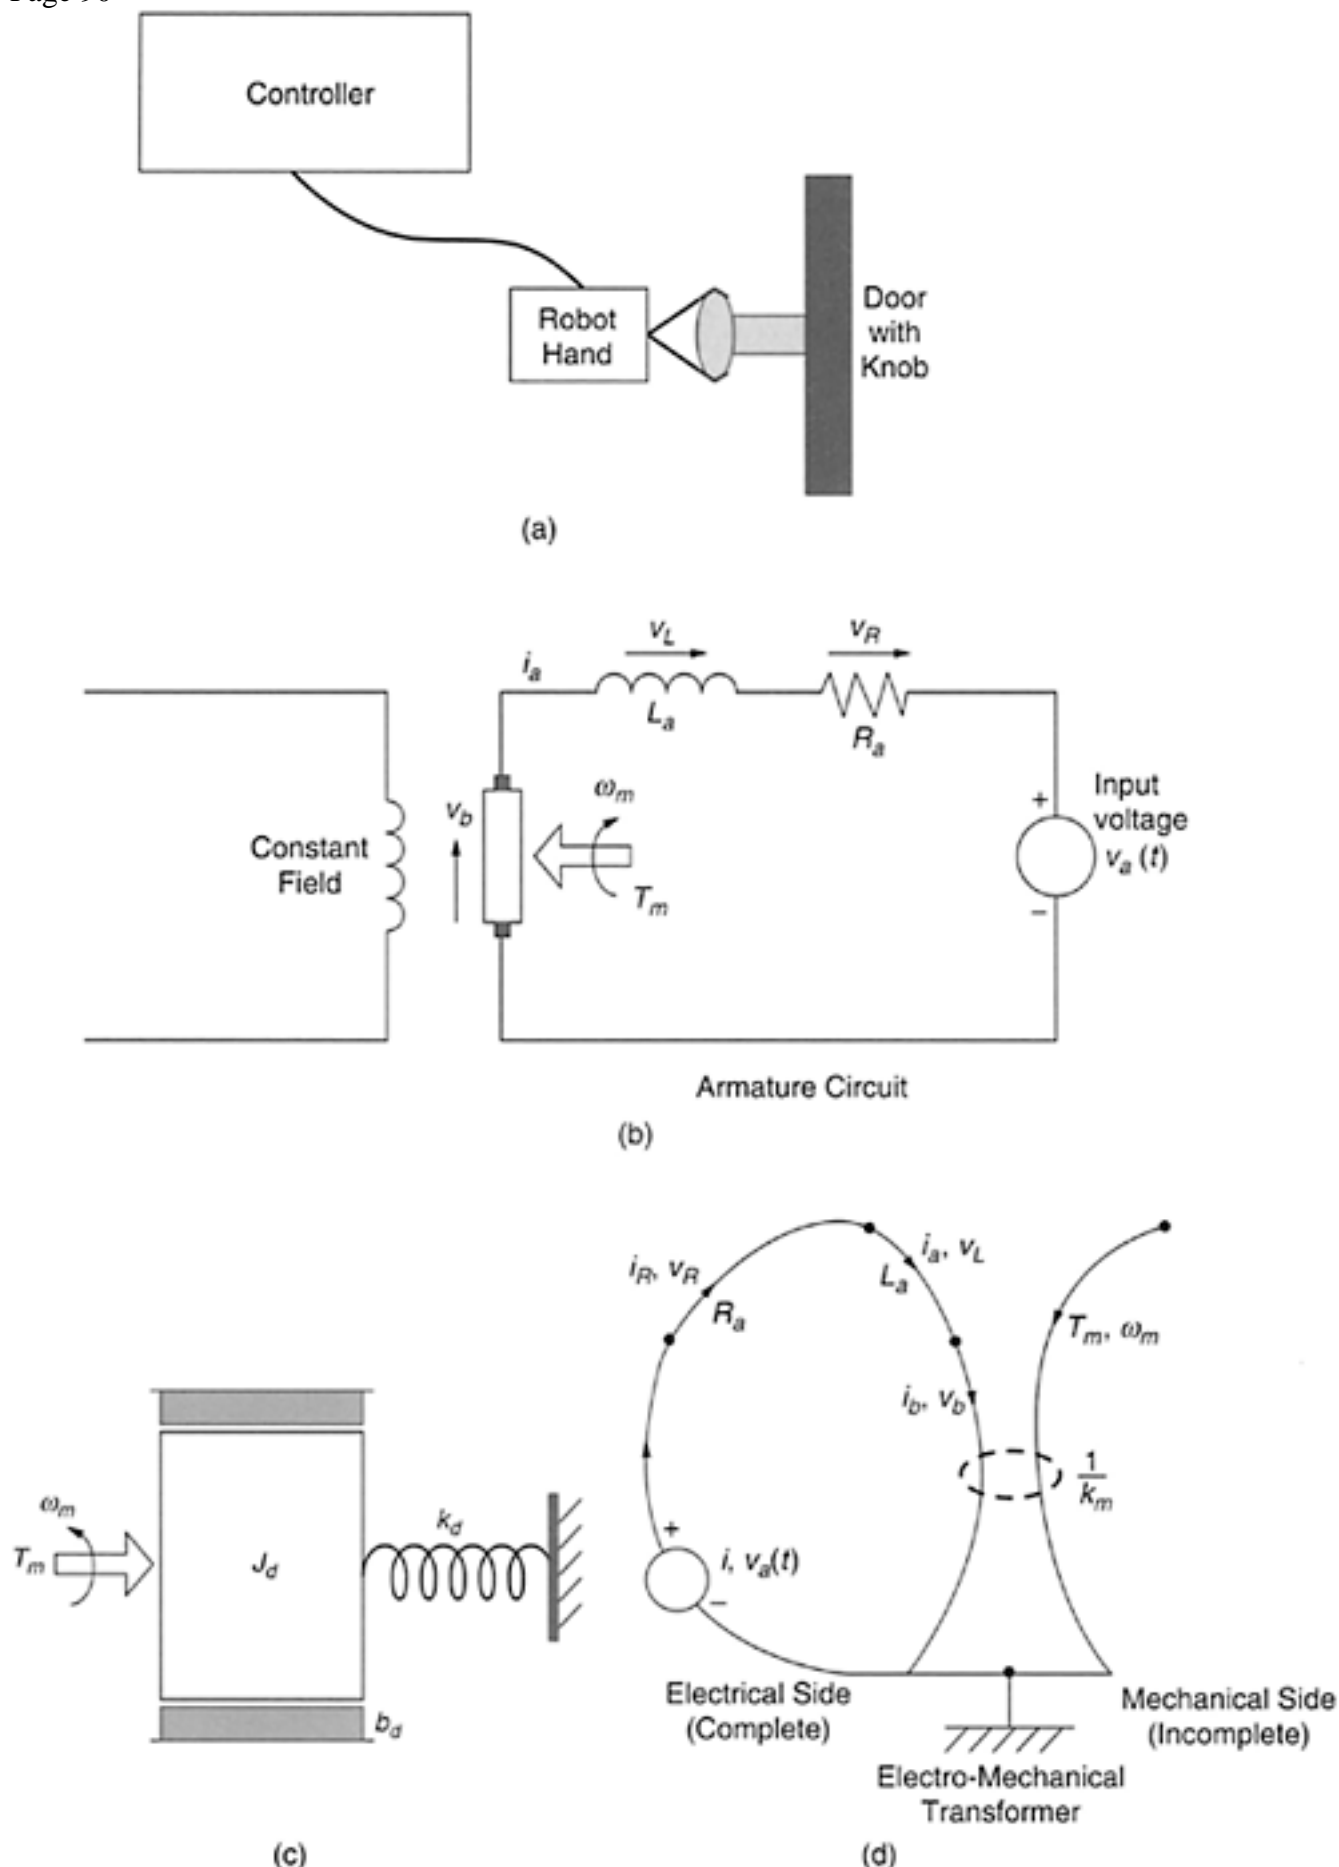 Controller
Robot
Hand
Door
with
Knob
(a)
v_L
v_R
i_a
L_a
R_a
Constant
Field
v_b
ω_m
T_m
+
−
Input
voltage
v_a (t)
Armature Circuit
(b)
ω_m
T_m
J_d
k_d
b_d
(c)
i_R, v_R
R_a
i_a, v_L
L_a
T_m, ω_m
i_b, v_b
1/k_m
+
−
i, v_a(t)
Electrical Side
(Complete)
Mechanical Side
(Incomplete)
Electro-Mechanical
Transformer
(d)